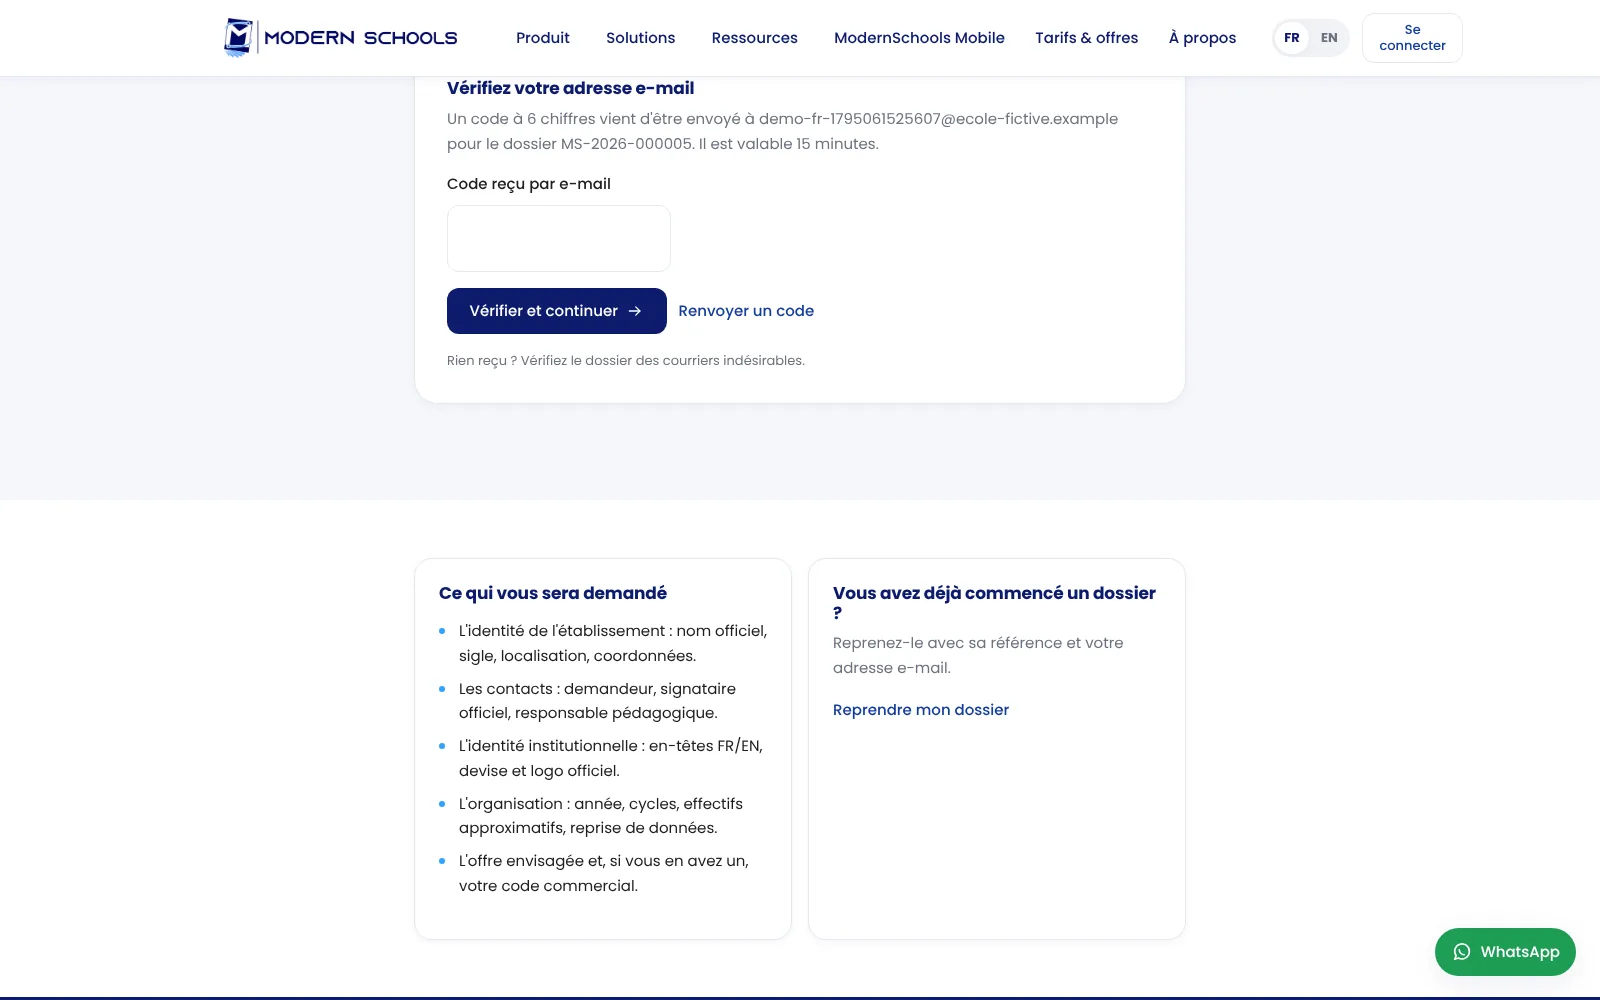 MODERN SCHOOLS
Produit
Solutions
Ressources
ModernSchools Mobile
Tarifs & offres
À propos
FR
EN
Se
connecter
Vérifiez votre adresse e-mail
Un code à 6 chiffres vient d'être envoyé à demo-fr-1795061525607@ecole-fictive.example
pour le dossier MS-2026-000005. Il est valable 15 minutes.
Code reçu par e-mail
Vérifier et continuer →
Renvoyer un code
Rien reçu ? Vérifiez le dossier des courriers indésirables.
Ce qui vous sera demandé
L'identité de l'établissement : nom officiel,
sigle, localisation, coordonnées.
Les contacts : demandeur, signataire
officiel, responsable pédagogique.
L'identité institutionnelle : en-têtes FR/EN,
devise et logo officiel.
L'organisation : année, cycles, effectifs
approximatifs, reprise de données.
L'offre envisagée et, si vous en avez un,
votre code commercial.
Vous avez déjà commencé un dossier
?
Reprenez-le avec sa référence et votre
adresse e-mail.
Reprendre mon dossier
WhatsApp